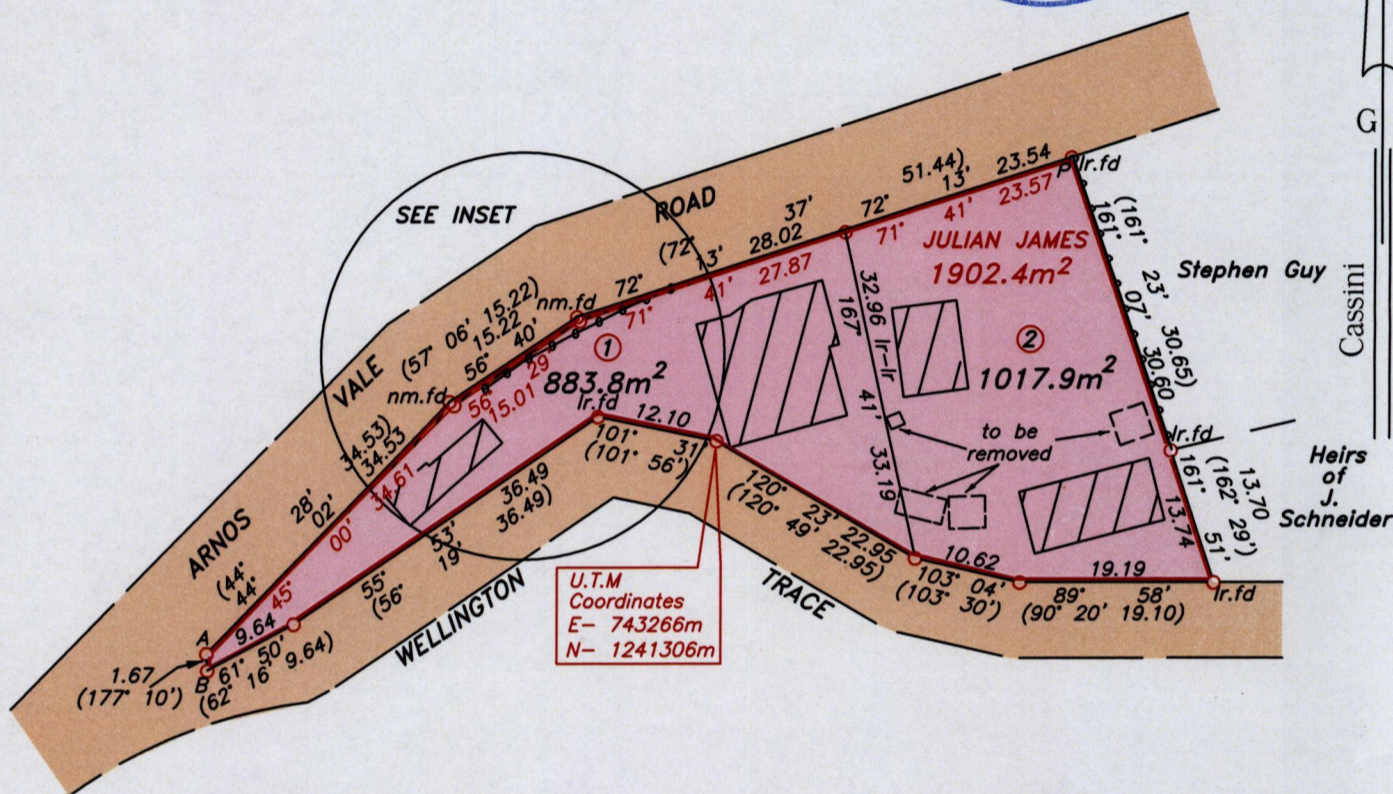 SEE INSET
ARNOS VALE ROAD
G
Cassini
51.44)
23.54
72° 13'
71° 41' 23.57
37'
(72°
28.02
72° 13'
71° 41' 27.87
Ir.fd
P
JULIAN JAMES
1902.4m²
(161° 23' 30.65)
161° 07' 30.60
Stephen Guy
nm.fd
(57° 06' 15.22)
15.22
56° 40'
56° 29'
15.01
1
883.8m²
2
1017.9m²
32.96 Ir-Ir
167° 41'
33.19
nm.fd
Ir.fd
12.10
101° 31'
(101° 56')
to be
removed
Ir.fd
34.53)
34.53
34.61
28'
02'
00'
(44°
44°
45°
36.49
36.49)
53'
19'
55°
(56°
120° 23' 22.95
(120° 49' 22.95)
13.70
(162° 29')
161° 51'
13.74
Heirs
of
J.
Schneider
10.62
103° 04'
(103° 30')
19.19
89° 58'
(90° 20' 19.10)
Ir.fd
U.T.M
Coordinates
E- 743266m
N- 1241306m
WELLINGTON TRACE
A
9.64
B
61° 50'
(62° 16' 9.64)
1.67
(177° 10')